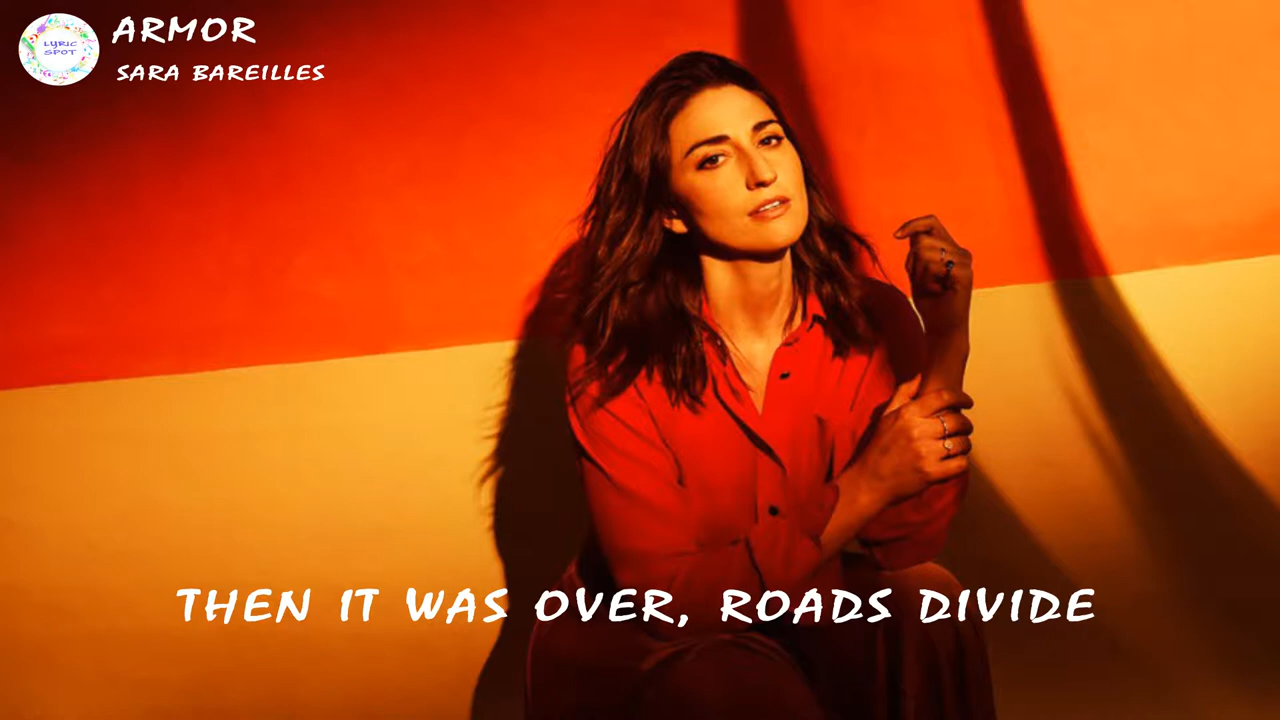 LYRIC
SPOT
ARMOR
SARA BAREILLES
THEN IT WAS OVER, ROADS DIVIDE